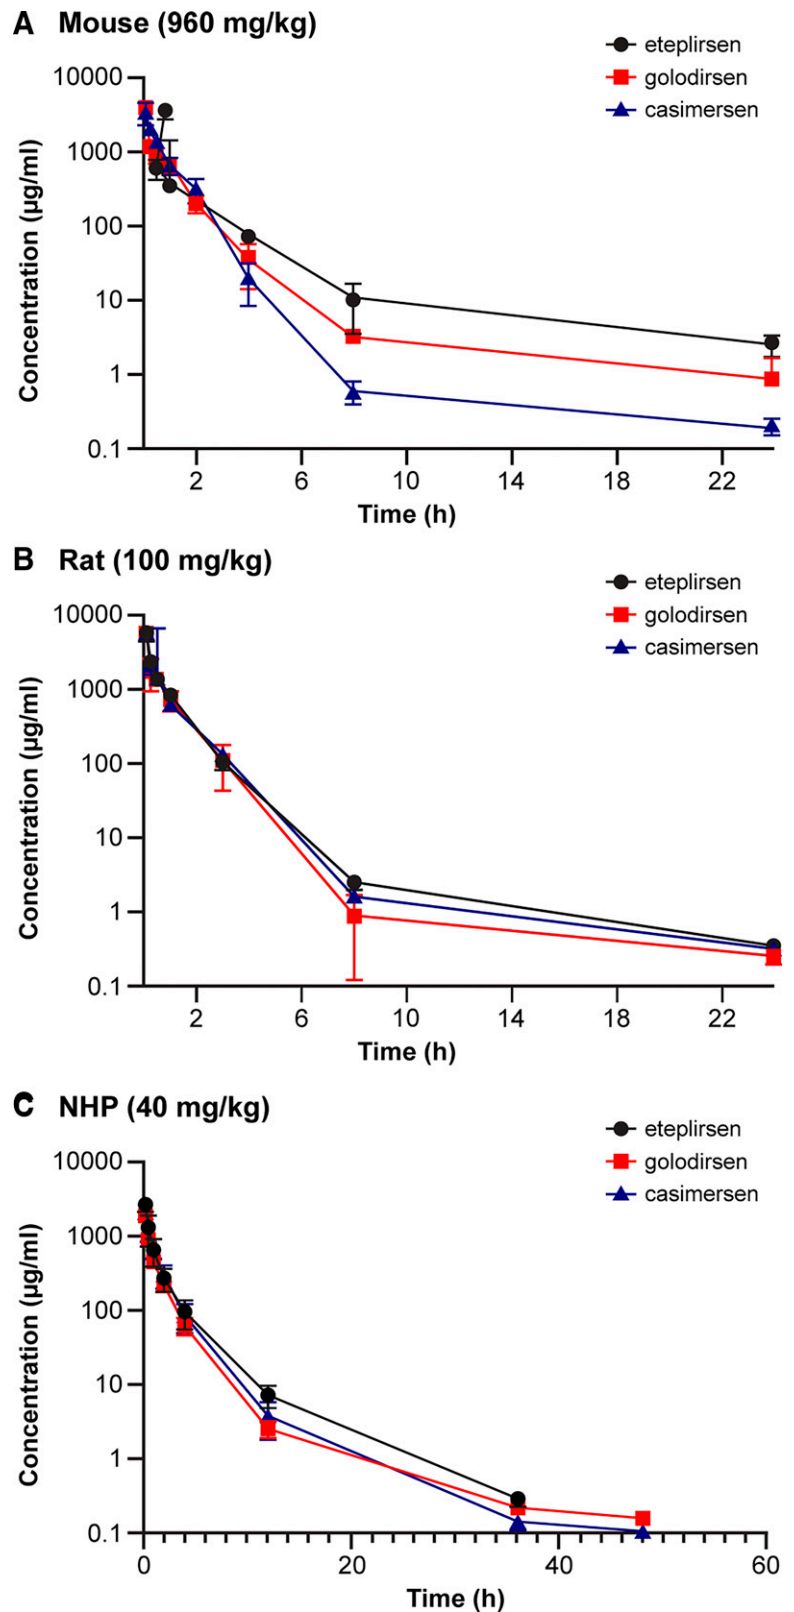 A Mouse (960 mg/kg)
eteplirsen
golodirsen
casimersen
Concentration (µg/ml)
10000
1000
100
10
1
0.1
2 6 10 14 18 22
Time (h)
B Rat (100 mg/kg)
eteplirsen
golodirsen
casimersen
Concentration (µg/ml)
10000
1000
100
10
1
0.1
2 6 10 14 18 22
Time (h)
C NHP (40 mg/kg)
eteplirsen
golodirsen
casimersen
Concentration (µg/ml)
10000
1000
100
10
1
0.1
0 20 40 60
Time (h)